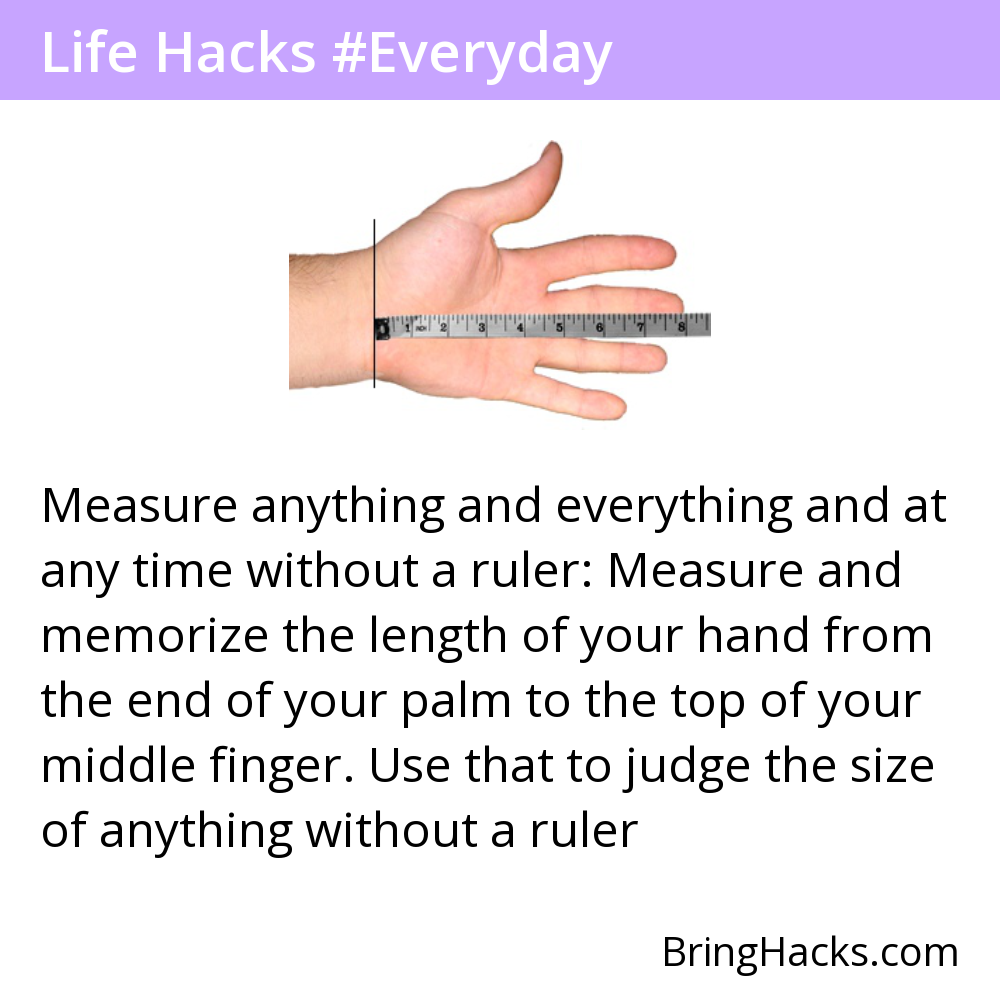 Life Hacks #Everyday
1 INCH 2 3 4 5 6 7 8
Measure anything and everything and at
any time without a ruler: Measure and
memorize the length of your hand from
the end of your palm to the top of your
middle finger. Use that to judge the size
of anything without a ruler
BringHacks.com